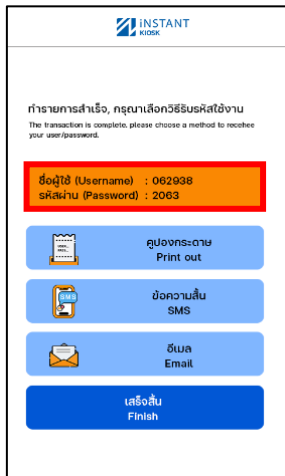 iNSTANT
KIOSK
ทำรายการสำเร็จ, กรุณาเลือกวิธีรับรหัสใช้งาน
The transaction is complete, please choose a method to recehee
your user/password.
ชื่อผู้ใช้ (Username) : 062938
รหัสผ่าน (Password) : 2063
คูปองกระดาษ
Print out
SMS
ข้อความสั้น
SMS
อีเมล
Email
เสร็จสิ้น
Finish